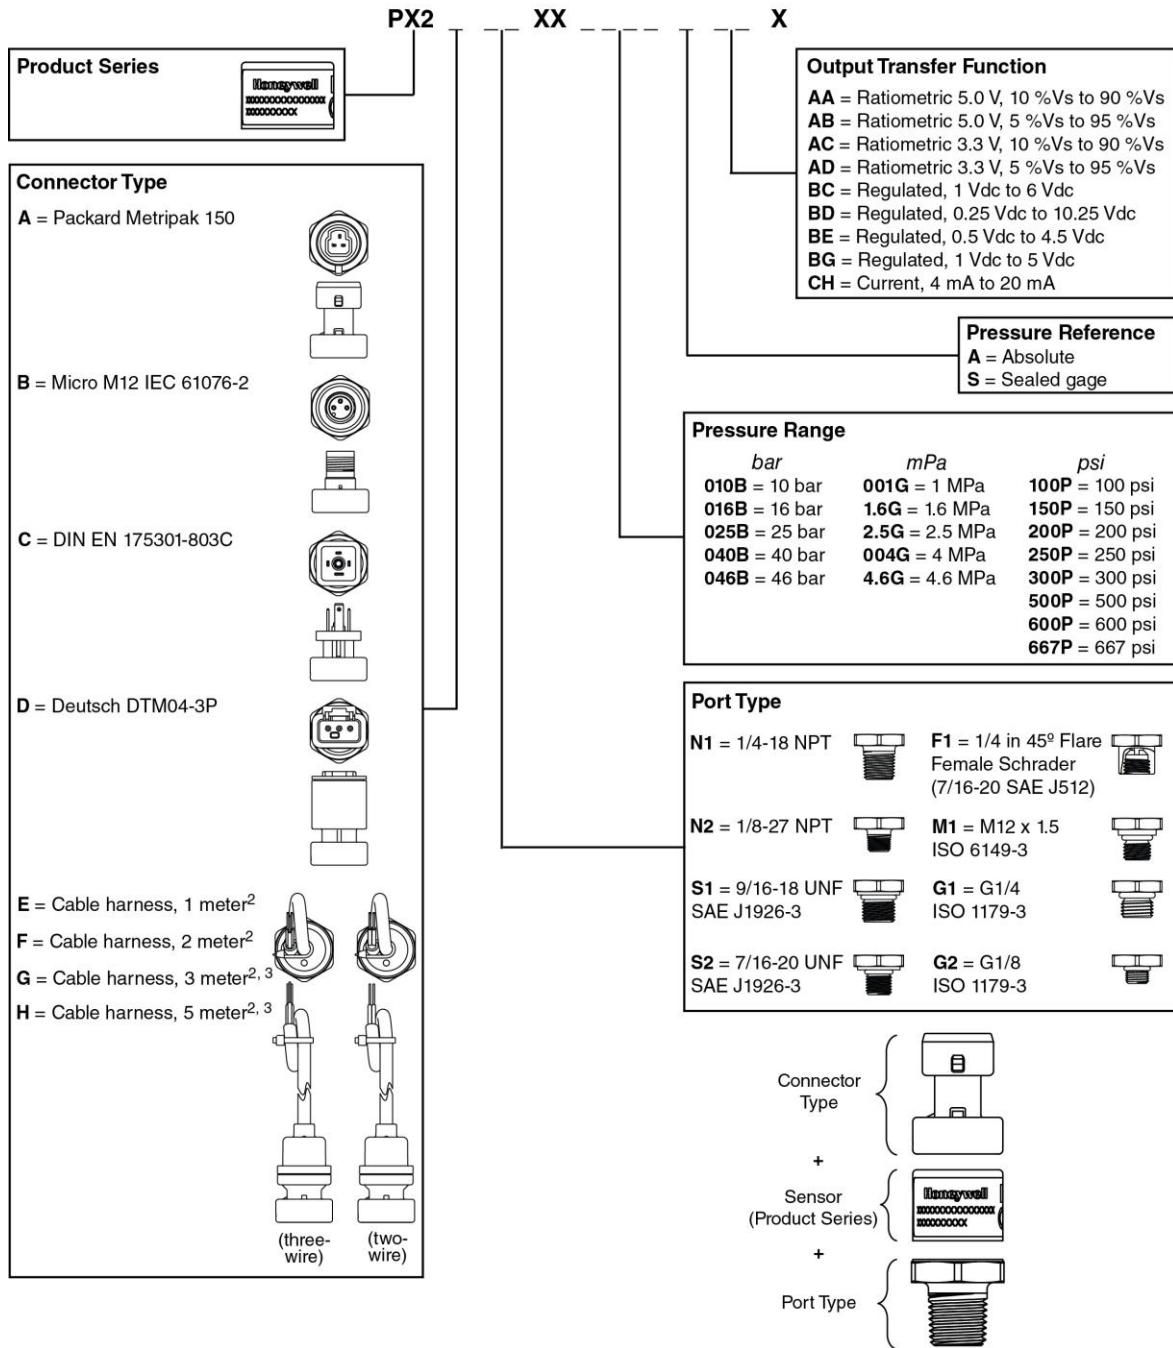 PX2 _ _ _ XX _ _ _ _ _ _ _ X
Product Series
Honeywell
XXXXXXXXXXXXXXX
XXXXXXXXXX
Connector Type
A = Packard Metripak 150
B = Micro M12 IEC 61076-2
C = DIN EN 175301-803C
D = Deutsch DTM04-3P
E = Cable harness, 1 meter²
F = Cable harness, 2 meter²
G = Cable harness, 3 meter²,³
H = Cable harness, 5 meter²,³
(three-
wire)
(two-
wire)
Output Transfer Function
AA = Ratiometric 5.0 V, 10 %Vs to 90 %Vs
AB = Ratiometric 5.0 V, 5 %Vs to 95 %Vs
AC = Ratiometric 3.3 V, 10 %Vs to 90 %Vs
AD = Ratiometric 3.3 V, 5 %Vs to 95 %Vs
BC = Regulated, 1 Vdc to 6 Vdc
BD = Regulated, 0.25 Vdc to 10.25 Vdc
BE = Regulated, 0.5 Vdc to 4.5 Vdc
BG = Regulated, 1 Vdc to 5 Vdc
CH = Current, 4 mA to 20 mA
Pressure Reference
A = Absolute
S = Sealed gage
Pressure Range
bar mPa psi
010B = 10 bar 001G = 1 MPa 100P = 100 psi
016B = 16 bar 1.6G = 1.6 MPa 150P = 150 psi
025B = 25 bar 2.5G = 2.5 MPa 200P = 200 psi
040B = 40 bar 004G = 4 MPa 250P = 250 psi
046B = 46 bar 4.6G = 4.6 MPa 300P = 300 psi
500P = 500 psi
600P = 600 psi
667P = 667 psi
Port Type
N1 = 1/4-18 NPT
F1 = 1/4 in 45º Flare
Female Schrader
(7/16-20 SAE J512)
N2 = 1/8-27 NPT
M1 = M12 x 1.5
ISO 6149-3
S1 = 9/16-18 UNF
SAE J1926-3
G1 = G1/4
ISO 1179-3
S2 = 7/16-20 UNF
SAE J1926-3
G2 = G1/8
ISO 1179-3
Connector
Type
+
Sensor
(Product Series)
Honeywell
XXXXXXXXXXXXXXX
XXXXXXXXXX
+
Port Type